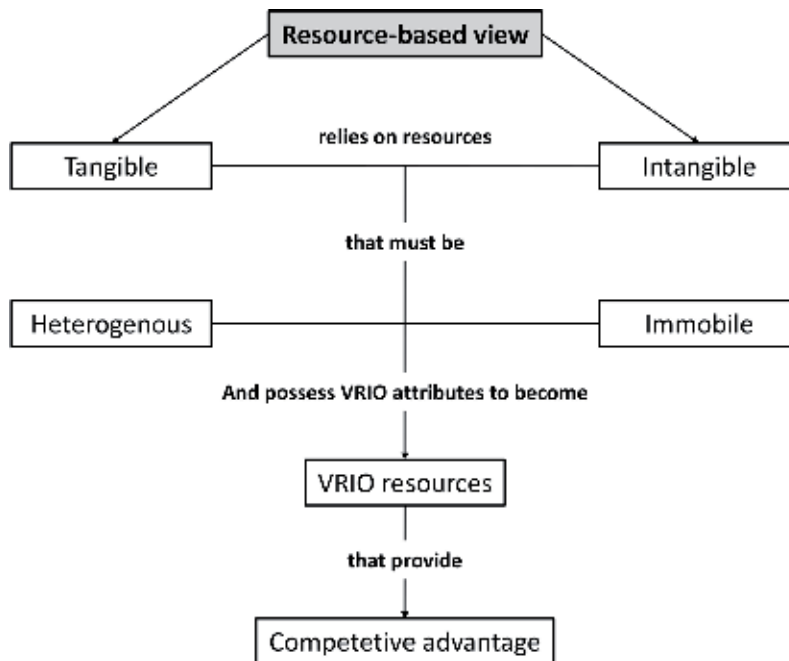 Resource-based view
relies on resources
Tangible
Intangible
that must be
Heterogenous
Immobile
And possess VRIO attributes to become
VRIO resources
that provide
Competetive advantage